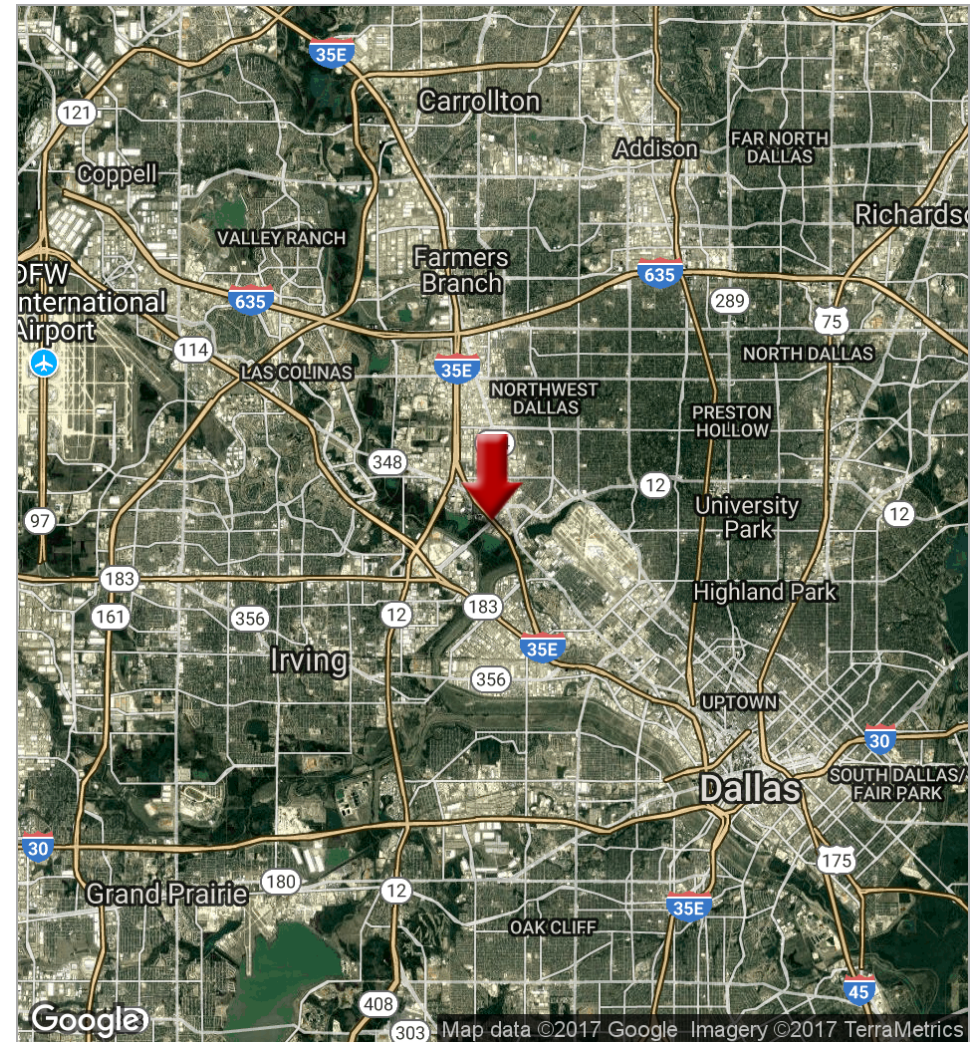 35E
121
Carrollton
Addison
FAR NORTH
DALLAS
Coppell
Richardso
VALLEY RANCH
Farmers
Branch
DFW
International
Airport
635
635
289
75
114
NORTH DALLAS
LAS COLINAS
35E
NORTHWEST
DALLAS
PRESTON
HOLLOW
348
12
97
University
Park
12
183
161
356
12
183
Highland Park
35E
Irving
356
UPTOWN
30
Dallas
SOUTH DALLAS/
FAIR PARK
30
175
180
Grand Prairie
12
35E
OAK CLIFF
45
408
303
Google
Map data ©2017 Google Imagery ©2017 TerraMetrics